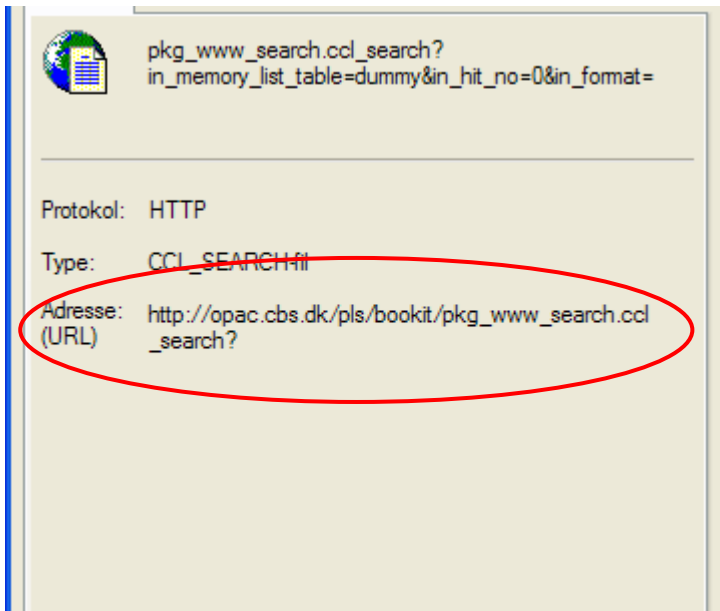 pkg_www_search.ccl_search?
in_memory_list_table=dummy&in_hit_no=0&in_format=
Protokol: HTTP
Type: CCL_SEARCH-fil
Adresse: http://opac.cbs.dk/pls/bookit/pkg_www_search.ccl
(URL) _search?